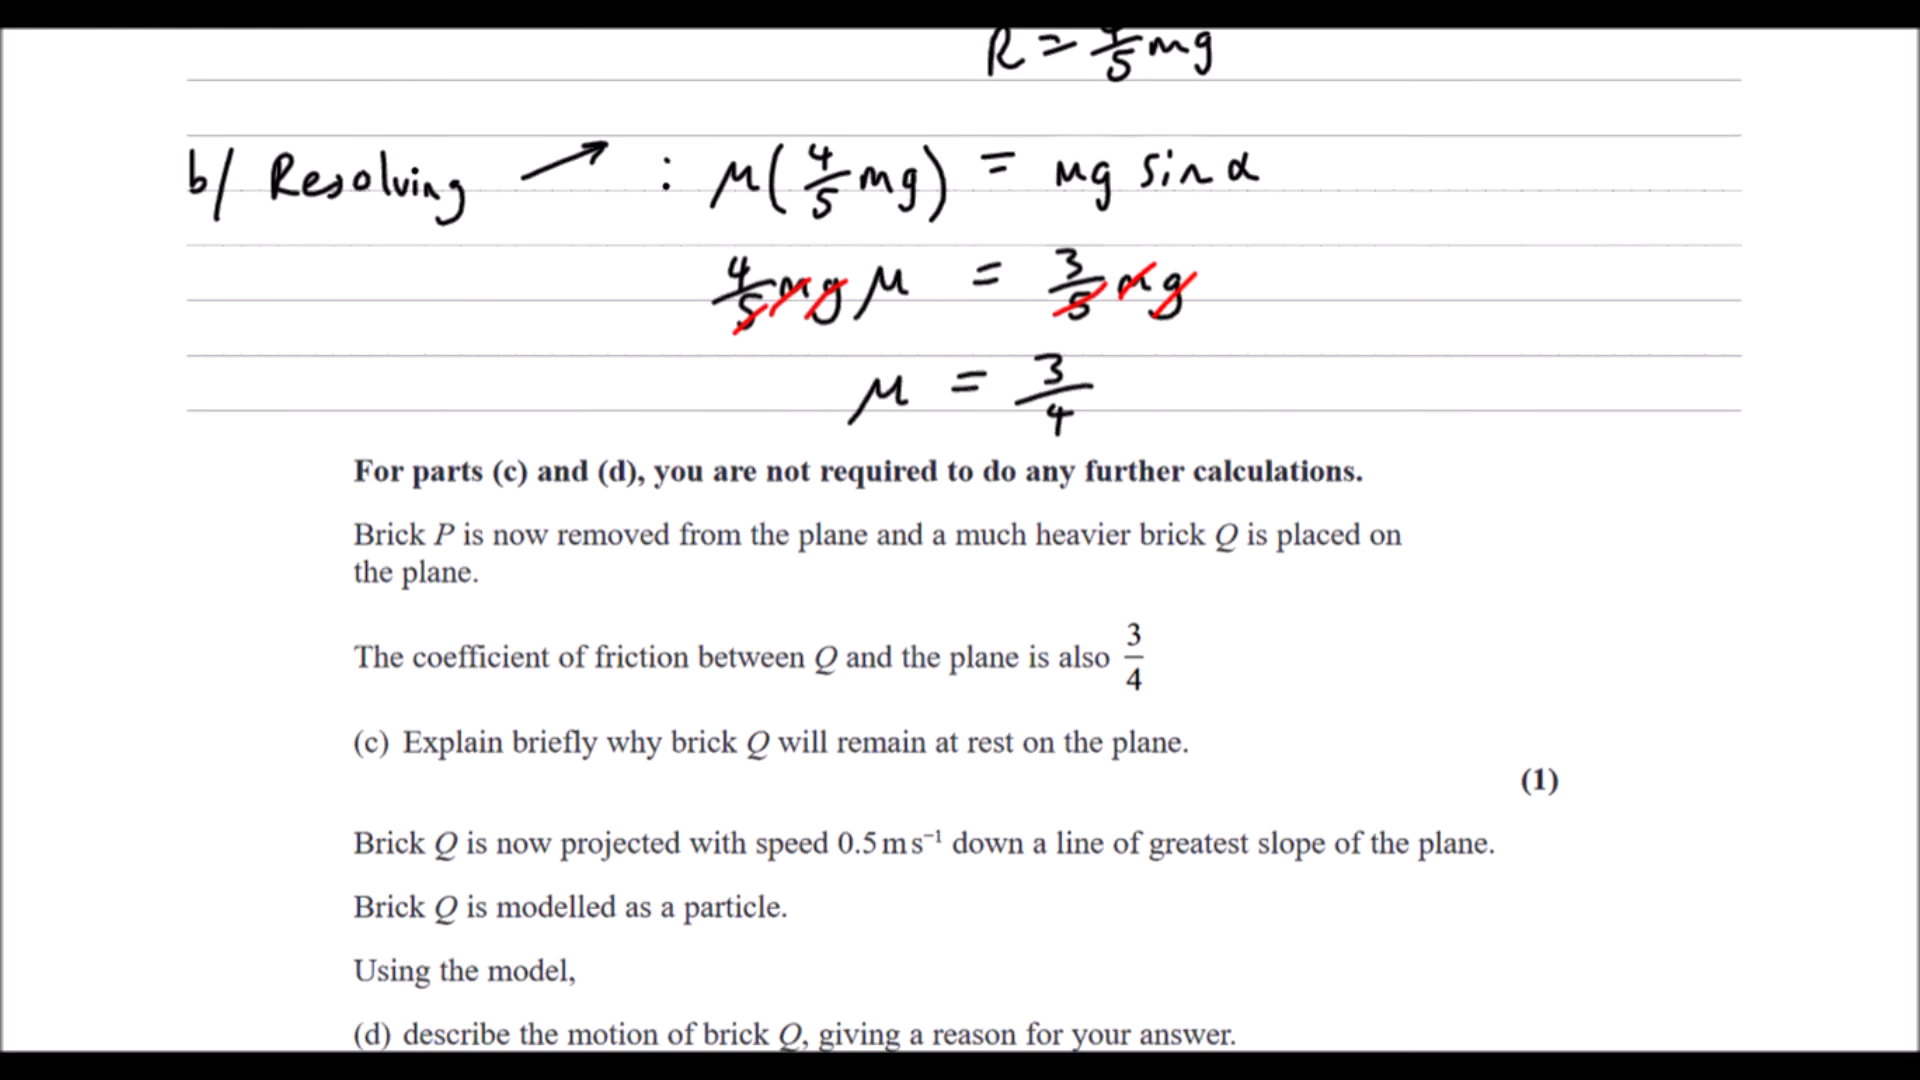 R = 4/5 mg
b/ Resolving ↗ : μ(4/5 mg) = mg sin α
4/5 mg μ = 3/5 mg
μ = 3/4
For parts (c) and (d), you are not required to do any further calculations.
Brick P is now removed from the plane and a much heavier brick Q is placed on
the plane.
The coefficient of friction between Q and the plane is also 3/4
(c) Explain briefly why brick Q will remain at rest on the plane.
(1)
Brick Q is now projected with speed 0.5 m s⁻¹ down a line of greatest slope of the plane.
Brick Q is modelled as a particle.
Using the model,
(d) describe the motion of brick Q, giving a reason for your answer.